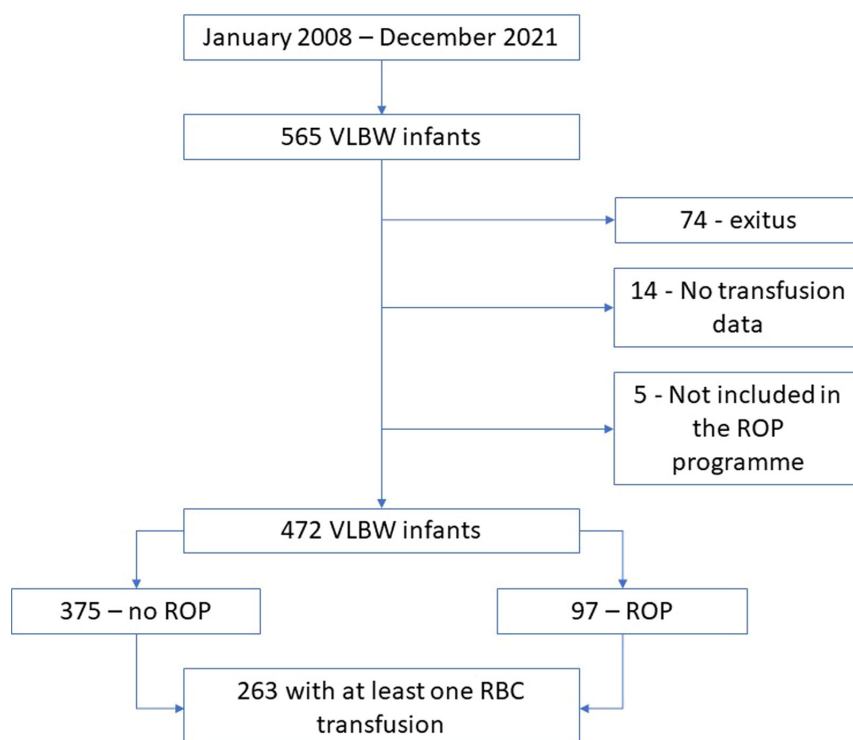 January 2008 – December 2021
565 VLBW infants
74 - exitus
14 - No transfusion
data
5 - Not included in
the ROP
programme
472 VLBW infants
375 – no ROP
97 – ROP
263 with at least one RBC
transfusion